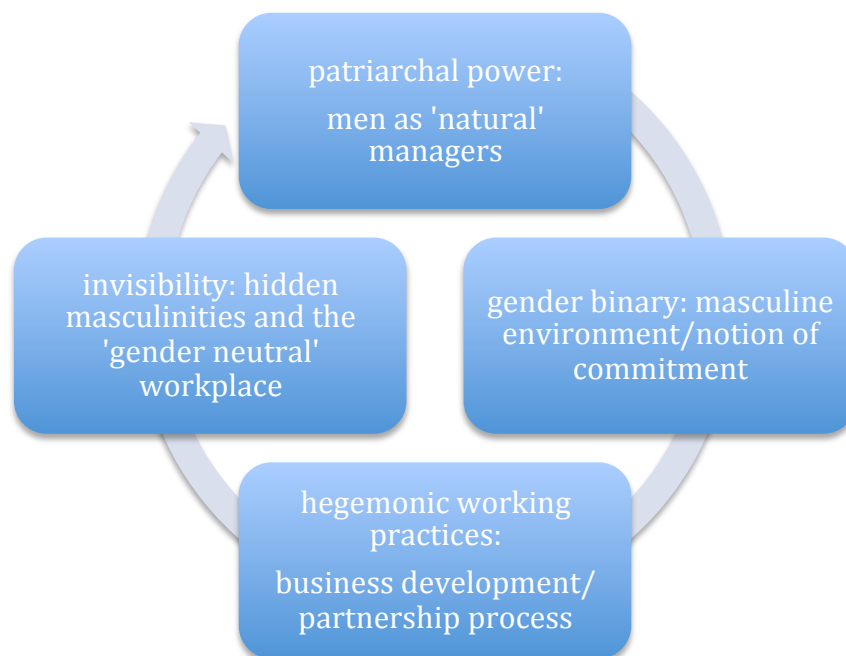 patriarchal power:
men as 'natural'
managers
gender binary: masculine
environment/notion of
commitment
hegemonic working
practices:
business development/
partnership process
invisibility: hidden
masculinities and the
'gender neutral'
workplace